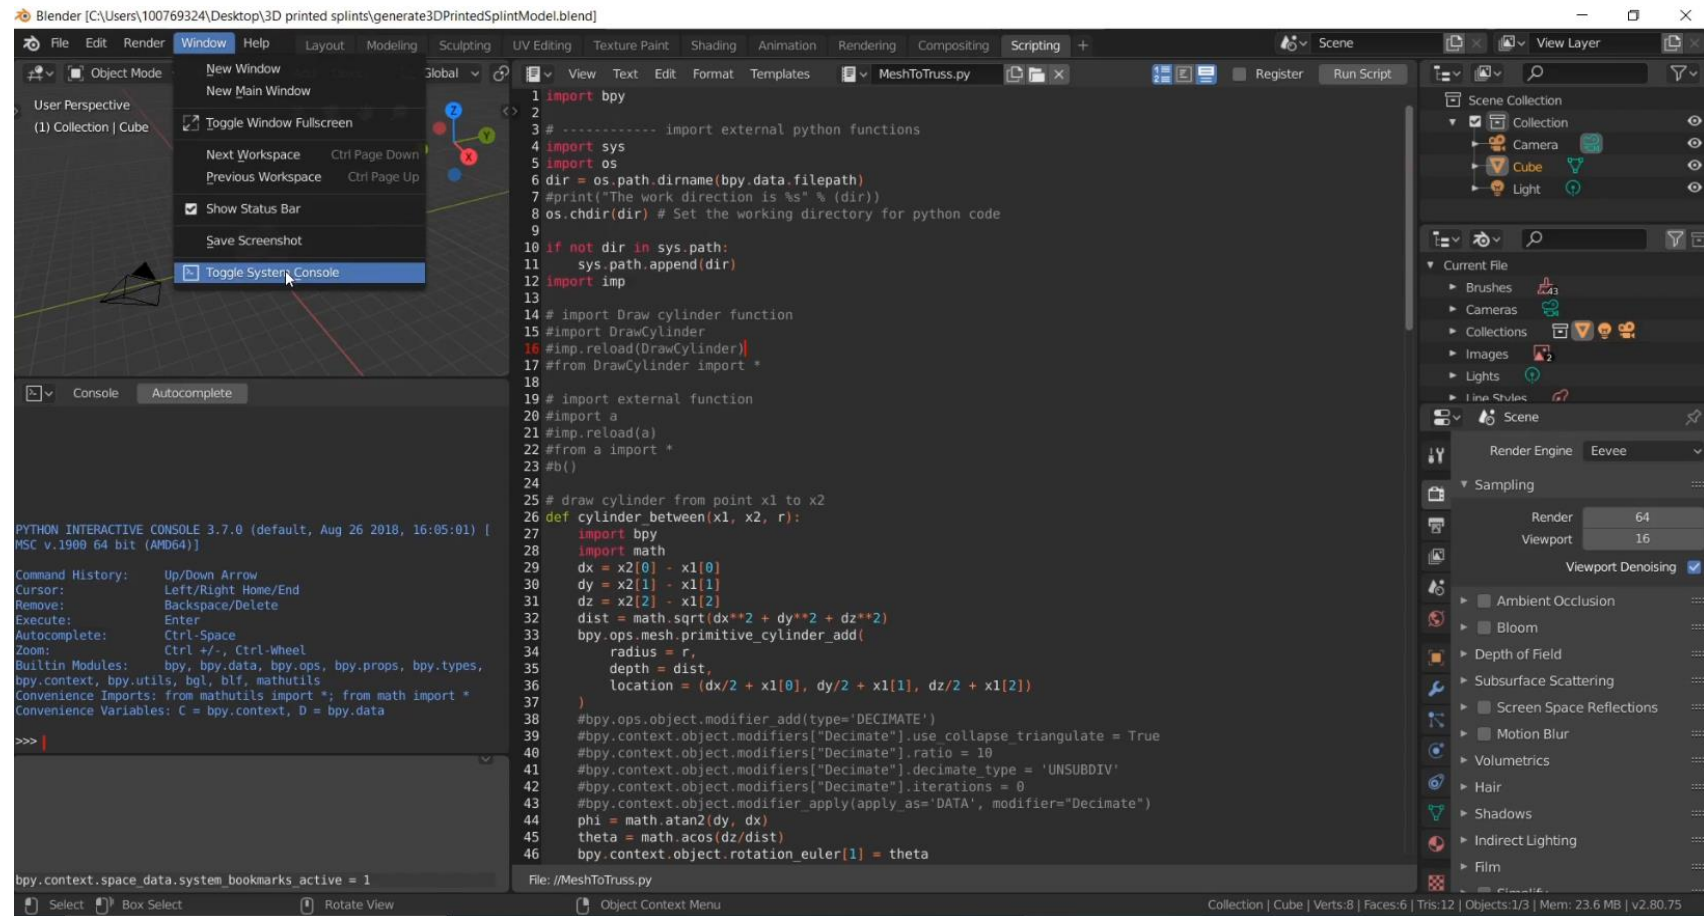 Blender [C:\Users\100769324\Desktop\3D printed splints\generate3DPrintedSplintModel.blend]
File Edit Render Window Help Layout Modeling Sculpting UV Editing Texture Paint Shading Animation Rendering Compositing Scripting + Scene View Layer
Object Mode Global
New Window
New Main Window
Toggle Window Fullscreen
Next Workspace Ctrl Page Down
Previous Workspace Ctrl Page Up
Show Status Bar
Save Screenshot
Toggle System Console
User Perspective
(1) Collection | Cube
Z
Y
X
View Text Edit Format Templates MeshToTruss.py Register Run Script
1 import bpy
2
3 # ------------ import external python functions
4 import sys
5 import os
6 dir = os.path.dirname(bpy.data.filepath)
7 #print("The work direction is %s" % (dir))
8 os.chdir(dir) # Set the working directory for python code
9
10 if not dir in sys.path:
11 sys.path.append(dir)
12 import imp
13
14 # import Draw cylinder function
15 #import DrawCylinder
16 #imp.reload(DrawCylinder)
17 #from DrawCylinder import *
18
19 # import external function
20 #import a
21 #imp.reload(a)
22 #from a import *
23 #b()
24
25 # draw cylinder from point x1 to x2
26 def cylinder_between(x1, x2, r):
27 import bpy
28 import math
29 dx = x2[0] - x1[0]
30 dy = x2[1] - x1[1]
31 dz = x2[2] - x1[2]
32 dist = math.sqrt(dx**2 + dy**2 + dz**2)
33 bpy.ops.mesh.primitive_cylinder_add(
34 radius = r,
35 depth = dist,
36 location = (dx/2 + x1[0], dy/2 + x1[1], dz/2 + x1[2])
37 )
38 #bpy.ops.object.modifier_add(type='DECIMATE')
39 #bpy.context.object.modifiers["Decimate"].use_collapse_triangulate = True
40 #bpy.context.object.modifiers["Decimate"].ratio = 10
41 #bpy.context.object.modifiers["Decimate"].decimate_type = 'UNSUBDIV'
42 #bpy.context.object.modifiers["Decimate"].iterations = 0
43 #bpy.context.object.modifier_apply(apply_as='DATA', modifier="Decimate")
44 phi = math.atan2(dy, dx)
45 theta = math.acos(dz/dist)
46 bpy.context.object.rotation_euler[1] = theta
File: //MeshToTruss.py
Console Autocomplete
PYTHON INTERACTIVE CONSOLE 3.7.0 (default, Aug 26 2018, 16:05:01) [
MSC v.1900 64 bit (AMD64)]
Command History: Up/Down Arrow
Cursor: Left/Right Home/End
Remove: Backspace/Delete
Execute: Enter
Autocomplete: Ctrl-Space
Zoom: Ctrl +/-, Ctrl-Wheel
Builtin Modules: bpy, bpy.data, bpy.ops, bpy.props, bpy.types,
bpy.context, bpy.utils, bgl, blf, mathutils
Convenience Imports: from mathutils import *; from math import *
Convenience Variables: C = bpy.context, D = bpy.data
>>>
bpy.context.space_data.system_bookmarks_active = 1
Scene Collection
Collection
Camera
Cube
Light
Current File
Brushes 43
Cameras
Collections
Images 2
Lights
Line Styles
Scene
Render Engine Eevee
Sampling
Render 64
Viewport 16
Viewport Denoising
Ambient Occlusion
Bloom
Depth of Field
Subsurface Scattering
Screen Space Reflections
Motion Blur
Volumetrics
Hair
Shadows
Indirect Lighting
Film
Simplify
Select Box Select Rotate View Object Context Menu Collection | Cube | Verts:8 | Faces:6 | Tris:12 | Objects:1/3 | Mem: 23.6 MB | v2.80.75